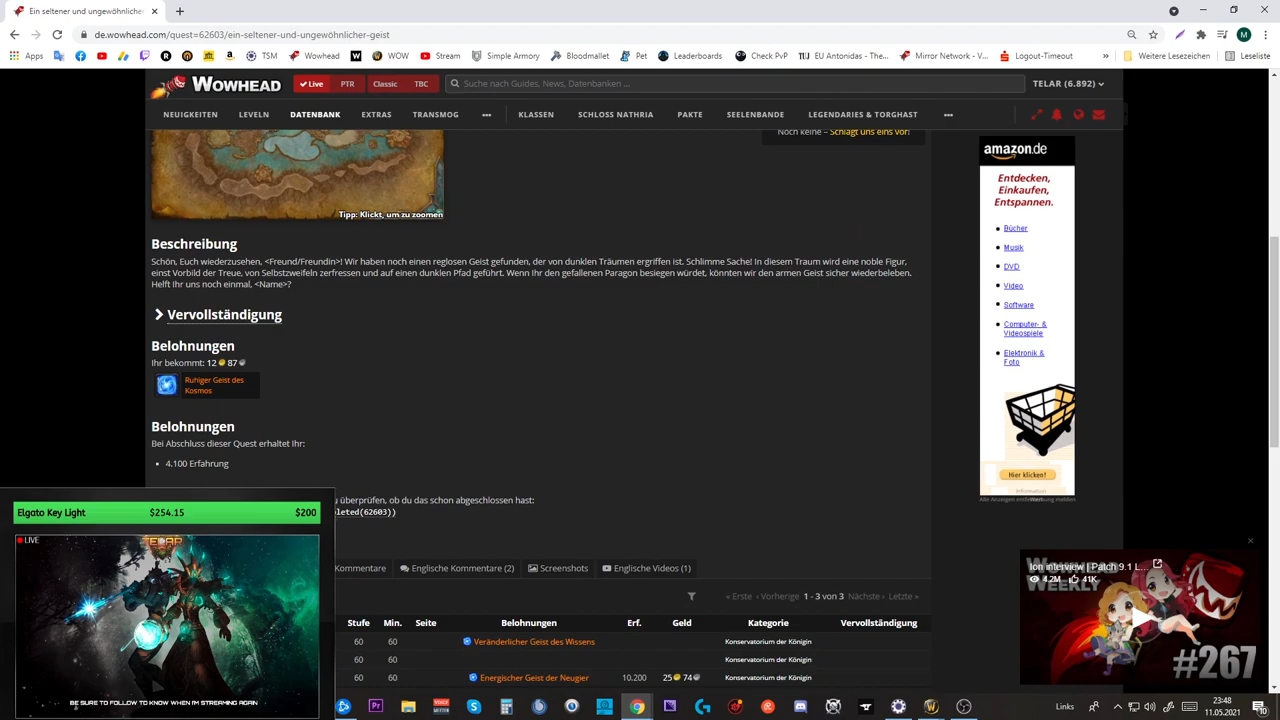 Ein seltener und ungewöhnlicher
de.wowhead.com/quest=62603/ein-seltener-und-ungewöhnlicher-geist
Apps
TSM
Wowhead
WOW
Stream
Simple Armory
Bloodmallet
Pet
Leaderboards
Check PvP
EU Antonidas - The...
Mirror Network - V...
Logout-Timeout
»
Weitere Lesezeichen
Leseliste
WOWHEAD
Live
PTR
Classic
TBC
Suche nach Guides, News, Datenbanken ...
TELAR (6.892)
NEUIGKEITEN
LEVELN
DATENBANK
EXTRAS
TRANSMOG
•••
KLASSEN
SCHLOSS NATHRIA
PAKTE
SEELENBANDE
LEGENDARIES & TORGHAST
•••
Noch keine – Schlagt uns eins vor!
Tipp: Klickt, um zu zoomen
Beschreibung
Schön, Euch wiederzusehen, <Freund/Freundin>! Wir haben noch einen reglosen Geist gefunden, der von dunklen Träumen ergriffen ist. Schlimme Sache! In diesem Traum wird eine noble Figur,
einst Vorbild der Treue, von Selbstzweifeln zerfressen und auf einen dunklen Pfad geführt. Wenn Ihr den gefallenen Paragon besiegen würdet, könnten wir den armen Geist sicher wiederbeleben.
Helft Ihr uns noch einmal, <Name>?
Vervollständigung
Belohnungen
Ihr bekommt: 12 87
Ruhiger Geist des
Kosmos
Belohnungen
Bei Abschluss dieser Quest erhaltet Ihr:
• 4.100 Erfahrung
überprüfen, ob du das schon abgeschlossen hast:
leted(62603))
Kommentare
Englische Kommentare (2)
Screenshots
Englische Videos (1)
« Erste ‹ Vorherige 1 - 3 von 3 Nächste › Letzte »
Stufe Min. Seite Belohnungen Erf. Geld Kategorie Vervollständigung
60 60 Veränderlicher Geist des Wissens Konservatorium der Königin
60 60 Konservatorium der Königin
60 60 Energischer Geist der Neugier 10.200 25 74 Konservatorium der Königin
amazon.de
Entdecken,
Einkaufen,
Entspannen.
Bücher
Musik
DVD
Video
Software
Computer- &
Videospiele
Elektronik &
Foto
Hier klicken!
Information
Elgato Key Light $254.15 $200
LIVE
TELAR
BE SURE TO FOLLOW TO KNOW WHEN I'M STREAMING AGAIN
Ion interview | Patch 9.1 L...
4.2M 41K
WEEKLY
#267
Links
23:48
11.05.2021
10